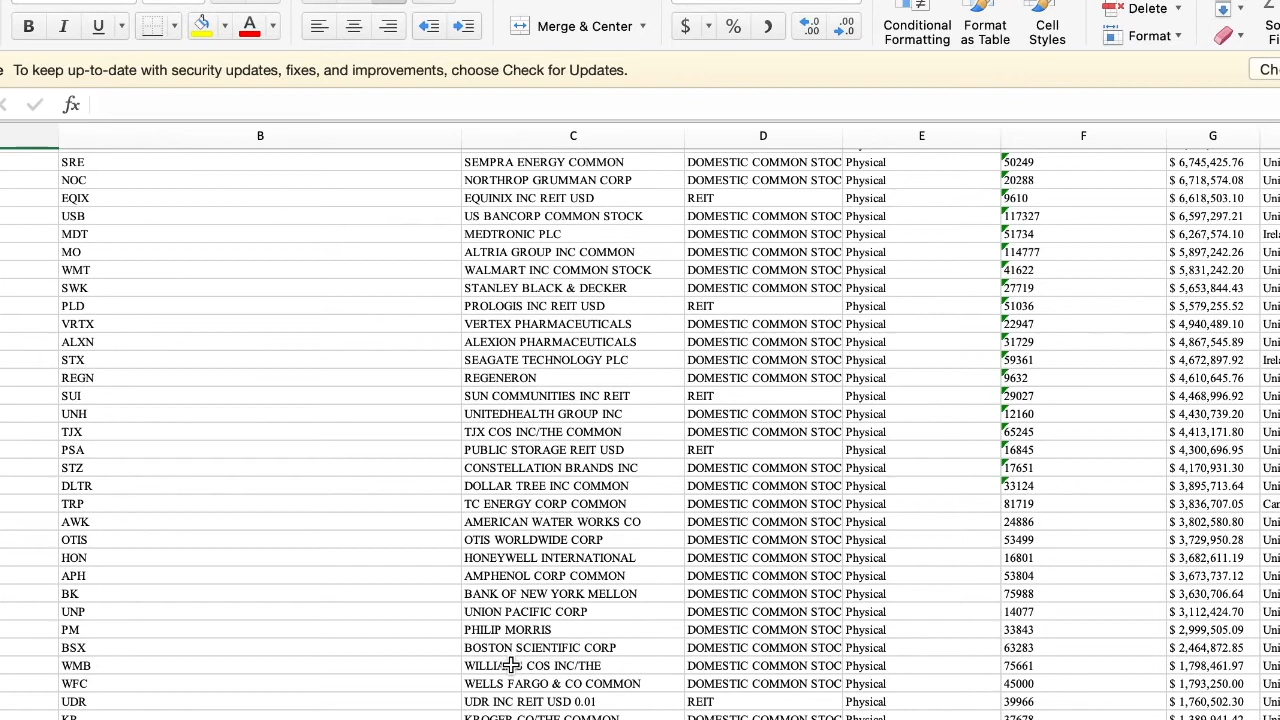 B I U A Merge & Center $ % .00 .00 Conditional Formatting Format as Table Cell Styles Delete Format
To keep up-to-date with security updates, fixes, and improvements, choose Check for Updates.
fx
B C D E F G
SRE SEMPRA ENERGY COMMON DOMESTIC COMMON STOC Physical 50249 $ 6,745,425.76
NOC NORTHROP GRUMMAN CORP DOMESTIC COMMON STOC Physical 20288 $ 6,718,574.08
EQIX EQUINIX INC REIT USD REIT Physical 9610 $ 6,618,503.10
USB US BANCORP COMMON STOCK DOMESTIC COMMON STOC Physical 117327 $ 6,597,297.21
MDT MEDTRONIC PLC DOMESTIC COMMON STOC Physical 51734 $ 6,267,574.10
MO ALTRIA GROUP INC COMMON DOMESTIC COMMON STOC Physical 114777 $ 5,897,242.26
WMT WALMART INC COMMON STOCK DOMESTIC COMMON STOC Physical 41622 $ 5,831,242.20
SWK STANLEY BLACK & DECKER DOMESTIC COMMON STOC Physical 27719 $ 5,653,844.43
PLD PROLOGIS INC REIT USD REIT Physical 51036 $ 5,579,255.52
VRTX VERTEX PHARMACEUTICALS DOMESTIC COMMON STOC Physical 22947 $ 4,940,489.10
ALXN ALEXION PHARMACEUTICALS DOMESTIC COMMON STOC Physical 31729 $ 4,867,545.89
STX SEAGATE TECHNOLOGY PLC DOMESTIC COMMON STOC Physical 59361 $ 4,672,897.92
REGN REGENERON DOMESTIC COMMON STOC Physical 9632 $ 4,610,645.76
SUI SUN COMMUNITIES INC REIT REIT Physical 29027 $ 4,468,996.92
UNH UNITEDHEALTH GROUP INC DOMESTIC COMMON STOC Physical 12160 $ 4,430,739.20
TJX TJX COS INC/THE COMMON DOMESTIC COMMON STOC Physical 65245 $ 4,413,171.80
PSA PUBLIC STORAGE REIT USD REIT Physical 16845 $ 4,300,696.95
STZ CONSTELLATION BRANDS INC DOMESTIC COMMON STOC Physical 17651 $ 4,170,931.30
DLTR DOLLAR TREE INC COMMON DOMESTIC COMMON STOC Physical 33124 $ 3,895,713.64
TRP TC ENERGY CORP COMMON DOMESTIC COMMON STOC Physical 81719 $ 3,836,707.05
AWK AMERICAN WATER WORKS CO DOMESTIC COMMON STOC Physical 24886 $ 3,802,580.80
OTIS OTIS WORLDWIDE CORP DOMESTIC COMMON STOC Physical 53499 $ 3,729,950.28
HON HONEYWELL INTERNATIONAL DOMESTIC COMMON STOC Physical 16801 $ 3,682,611.19
APH AMPHENOL CORP COMMON DOMESTIC COMMON STOC Physical 53804 $ 3,673,737.12
BK BANK OF NEW YORK MELLON DOMESTIC COMMON STOC Physical 75988 $ 3,630,706.64
UNP UNION PACIFIC CORP DOMESTIC COMMON STOC Physical 14077 $ 3,112,424.70
PM PHILIP MORRIS DOMESTIC COMMON STOC Physical 33843 $ 2,999,505.09
BSX BOSTON SCIENTIFIC CORP DOMESTIC COMMON STOC Physical 63283 $ 2,464,872.85
WMB COS INC/THE DOMESTIC COMMON STOC Physical 75661 $ 1,798,461.97
WFC WELLS FARGO & CO COMMON DOMESTIC COMMON STOC Physical 45000 $ 1,793,250.00
UDR UDR INC REIT USD 0.01 REIT Physical 39966 $ 1,760,502.30